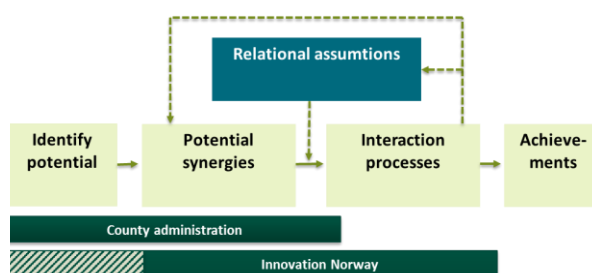 Relational assumtions
Identify
potential
Potential
synergies
Interaction
processes
Achieve-
ments
County administration
Innovation Norway